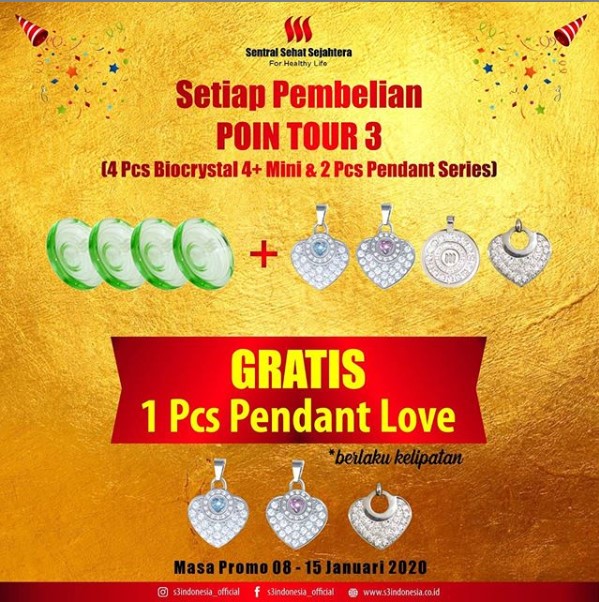 Sentral Sehat Sejahtera
For Healthy Life
Setiap Pembelian
POIN TOUR 3
(4 Pcs Biocrystal 4+ Mini & 2 Pcs Pendant Series)
+
GRATIS
1 Pcs Pendant Love
*berlaku kelipatan
Masa Promo 08 - 15 Januari 2020
s3indonesia_official s3indonesia_official www.s3indonesia.co.id